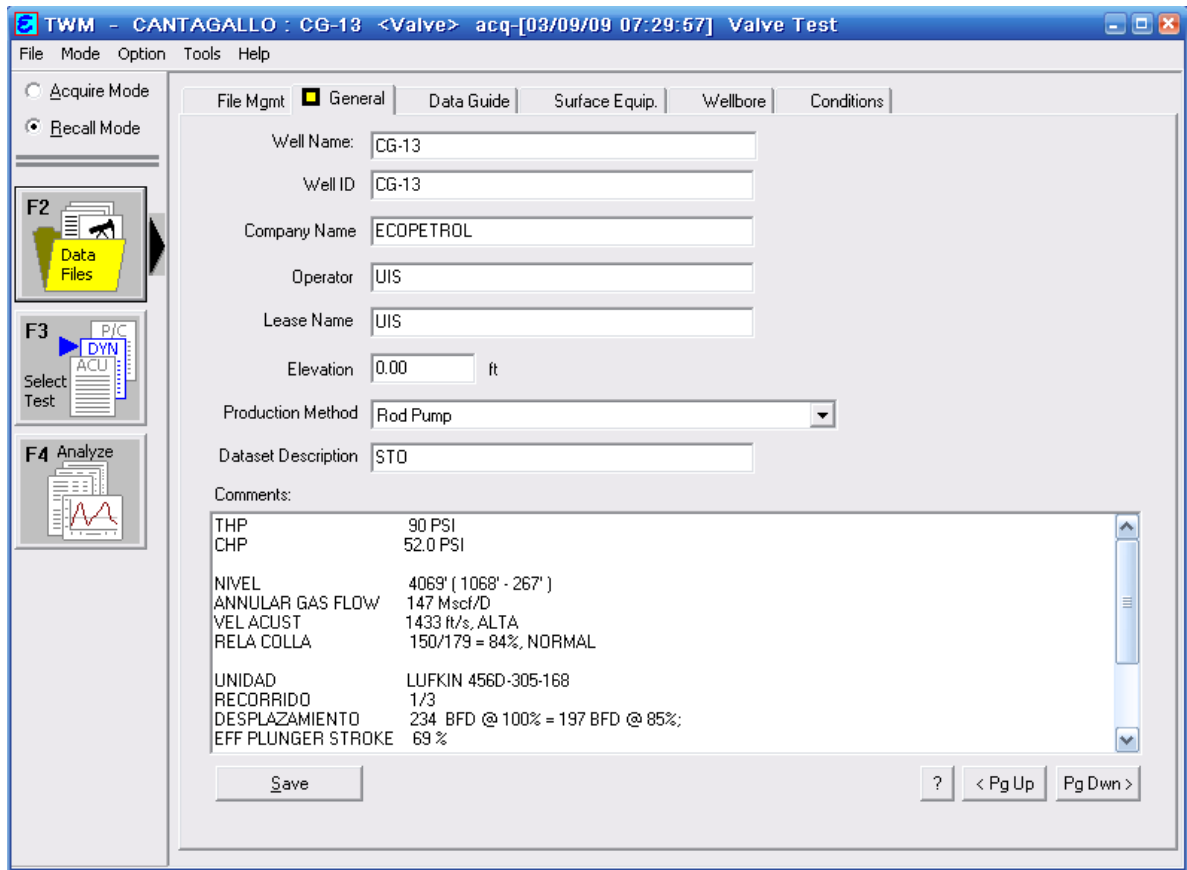 TWM - CANTAGALLO : CG-13 <Valve> acq-[03/09/09 07:29:57] Valve Test
File Mode Option Tools Help
Acquire Mode
Recall Mode
F2
Data
Files
F3
P/C
DYN
ACU
Select
Test
F4 Analyze
File Mgmt General Data Guide Surface Equip. Wellbore Conditions
Well Name: CG-13
Well ID CG-13
Company Name ECOPETROL
Operator UIS
Lease Name UIS
Elevation 0.00 ft
Production Method Rod Pump
Dataset Description STO
Comments:
THP 90 PSI
CHP 52.0 PSI
NIVEL 4069' ( 1068' - 267' )
ANNULAR GAS FLOW 147 Mscf/D
VEL ACUST 1433 ft/s, ALTA
RELA COLLA 150/179 = 84%, NORMAL
UNIDAD LUFKIN 456D-305-168
RECORRIDO 1/3
DESPLAZAMIENTO 234 BFD @ 100% = 197 BFD @ 85%;
EFF PLUNGER STROKE 69 %
Save ? < Pg Up Pg Dwn >